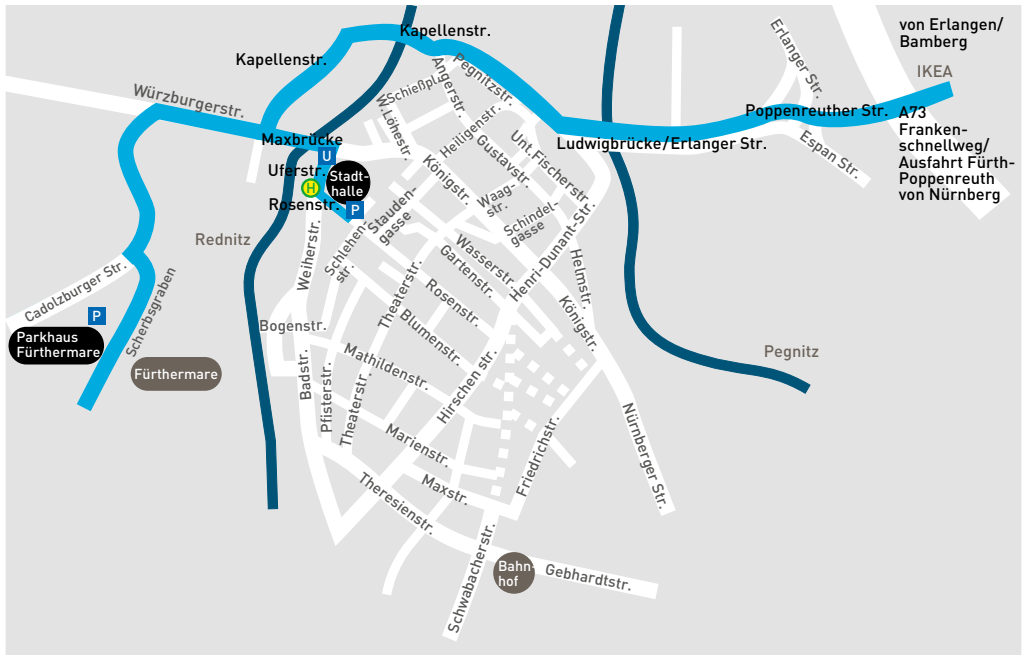 von Erlangen/
Bamberg
IKEA
A73
Franken-
schnellweg/
Ausfahrt Fürth-
Poppenreuth
von Nürnberg
Kapellenstr.
Kapellenstr.
Würzburgerstr.
Maxbrücke
U
Uferstr.
H
Stadt-
halle
Rosenstr.
P
Erlanger Str.
Poppenreuther Str.
Espan Str.
Ludwigbrücke/Erlanger Str.
Pegnitzstr.
Angerstr.
Schießpl
W.Löhestr.
Heiligenstr.
Königstr.
Gustavstr.
Unt.Fischerstr.
Waag-
str.
Schindel-
gasse
Stauden-
gasse
Schlehen-
str.
Weiherstr.
Rednitz
Wasserstr.
Gartenstr.
Henri-Dunant-Str.
Helmstr.
Königstr.
Theaterstr.
Rosenstr.
Blumenstr.
Cadolzburger Str.
Scherbsgraben
P
Parkhaus
Fürthermare
Fürthermare
Bogenstr.
Badstr.
Pfisterstr.
Theaterstr.
Mathildenstr.
Hirschen str.
Pegnitz
Marienstr.
Maxstr.
Friedrichstr.
Nürnberger Str.
Theresienstr.
Schwabacherstr.
Bahn-
hof
Gebhardtstr.